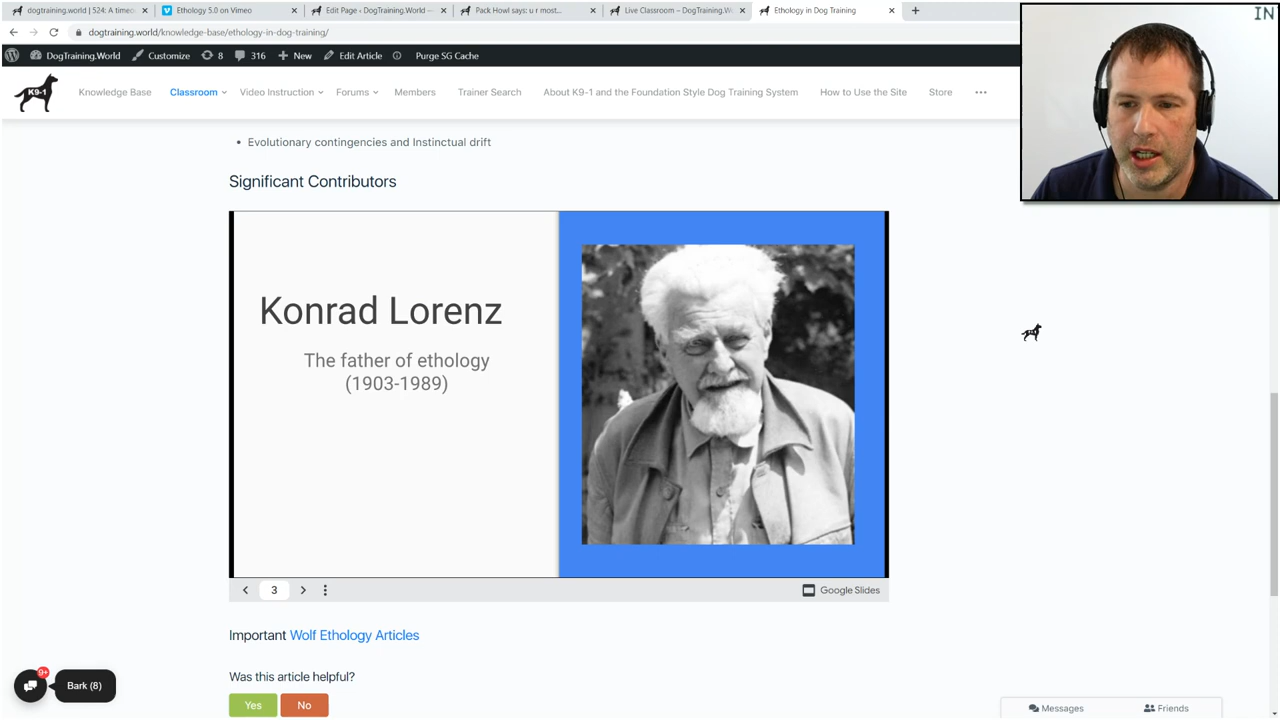 dogtraining.world | 524: A timeo
Ethology 5.0 on Vimeo
Edit Page ‹ DogTraining.World —
Pack Howl says: u r most...
Live Classroom – DogTraining.W
Ethology in Dog Training
IN
dogtraining.world/knowledge-base/ethology-in-dog-training/
DogTraining.World
Customize
8
316
New
Edit Article
Purge SG Cache
K9-1
Knowledge Base
Classroom
Video Instruction
Forums
Members
Trainer Search
About K9-1 and the Foundation Style Dog Training System
How to Use the Site
Store
• Evolutionary contingencies and Instinctual drift
Significant Contributors
Konrad Lorenz
The father of ethology
(1903-1989)
3
Google Slides
Important Wolf Ethology Articles
Was this article helpful?
9+
Bark (8)
Yes
No
Messages
Friends